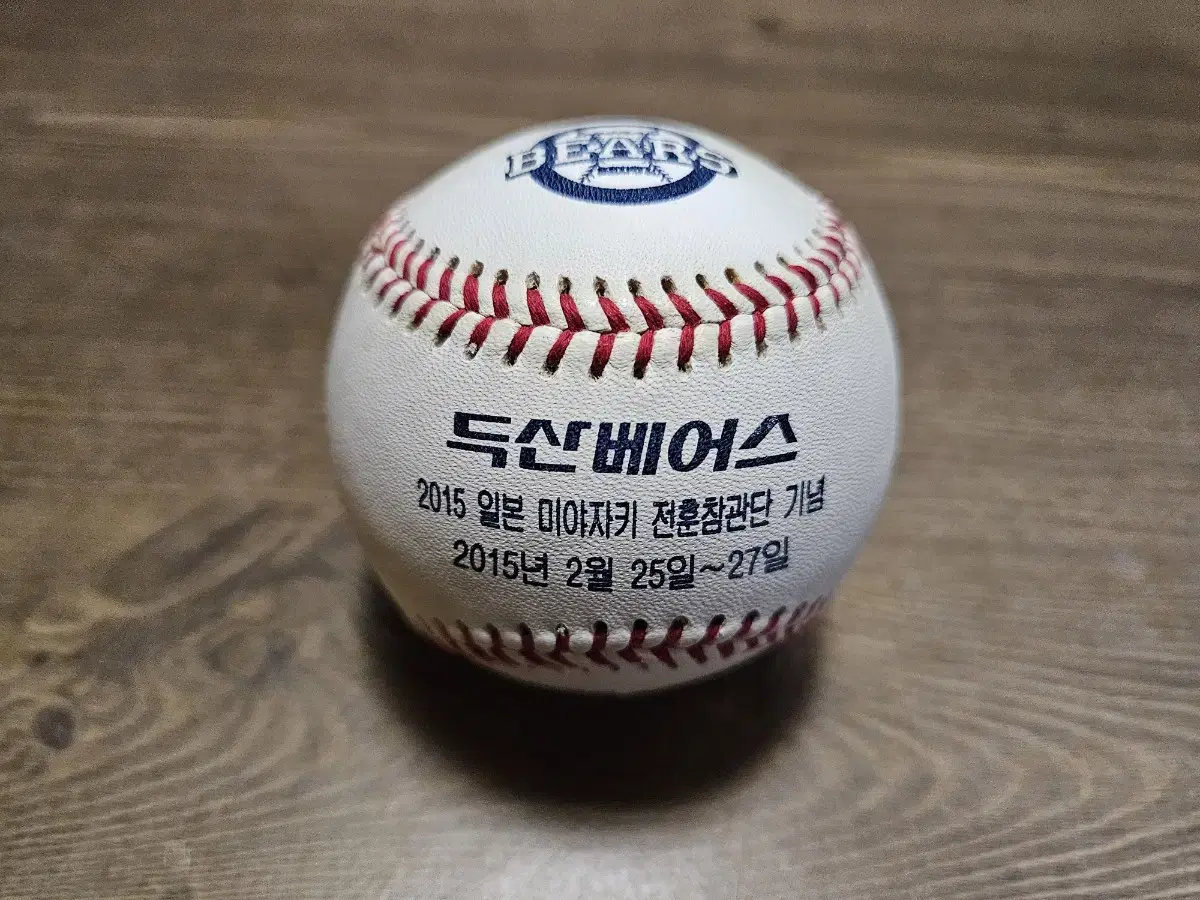 BEARS
두산베어스
2015 일본 미야자키 전훈참관단 기념
2015년 2월 25일~27일